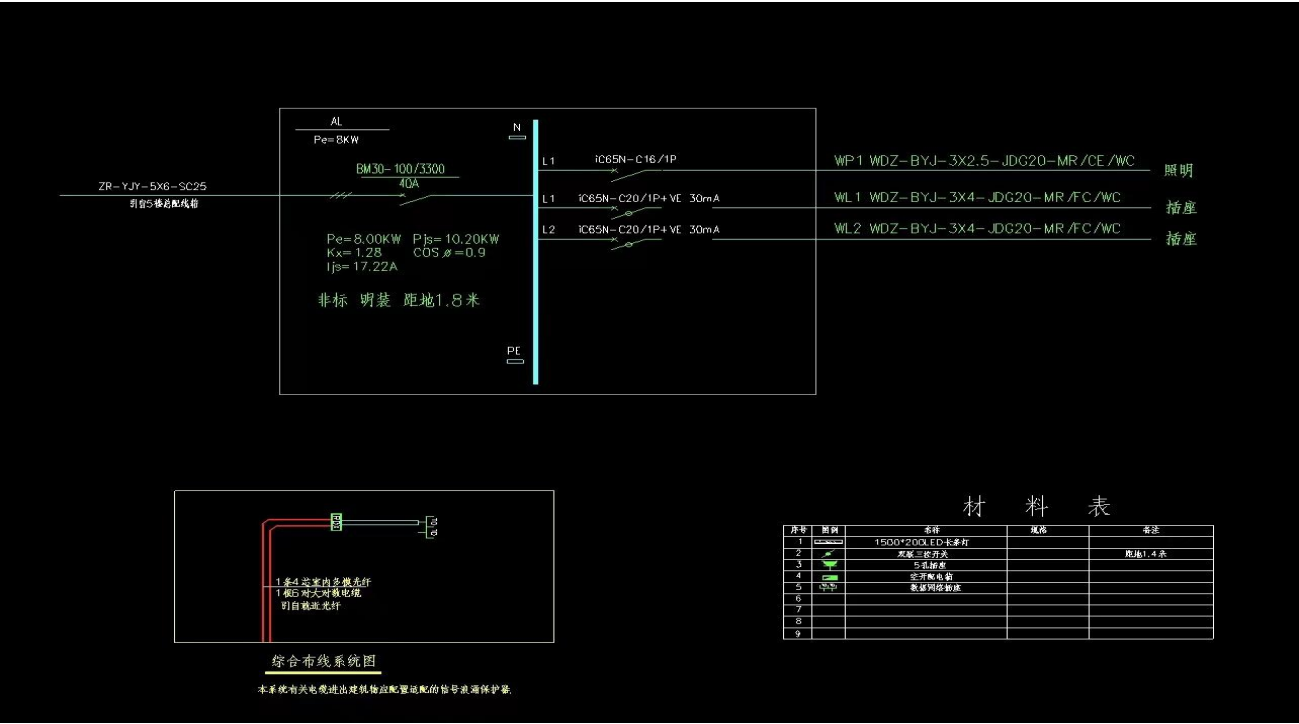 AL
Pe=8KW
N
BM30-100/3300
40A
ZR-YJY-5X6-SC25
引自5楼总配线箱
L1 iC65N-C16/1P WP1 WDZ-BYJ-3X2.5-JDG20-MR/CE/WC 照明
L1 iC65N-C20/1P+VE 30mA WL1 WDZ-BYJ-3X4-JDG20-MR/FC/WC 插座
L2 iC65N-C20/1P+VE 30mA WL2 WDZ-BYJ-3X4-JDG20-MR/FC/WC 插座
Pe=8.00KW Pjs=10.20KW
Kx=1.28 COSø=0.9
Ijs=17.22A
非标 明装 距地1.8米
PE
1条4芯室内多模光纤
1根6对大对数电缆
引自就近光纤
综合布线系统图
本系统有关电缆进出建筑物应配置适配的信号浪涌保护器.
材 料 表
序号 图例 名称 规格 备注
1 1500*200LED长条灯
2 双联三控开关 距地1.4米
3 5孔插座
4 空开配电箱
5 数据网络插座
6
7
8
9